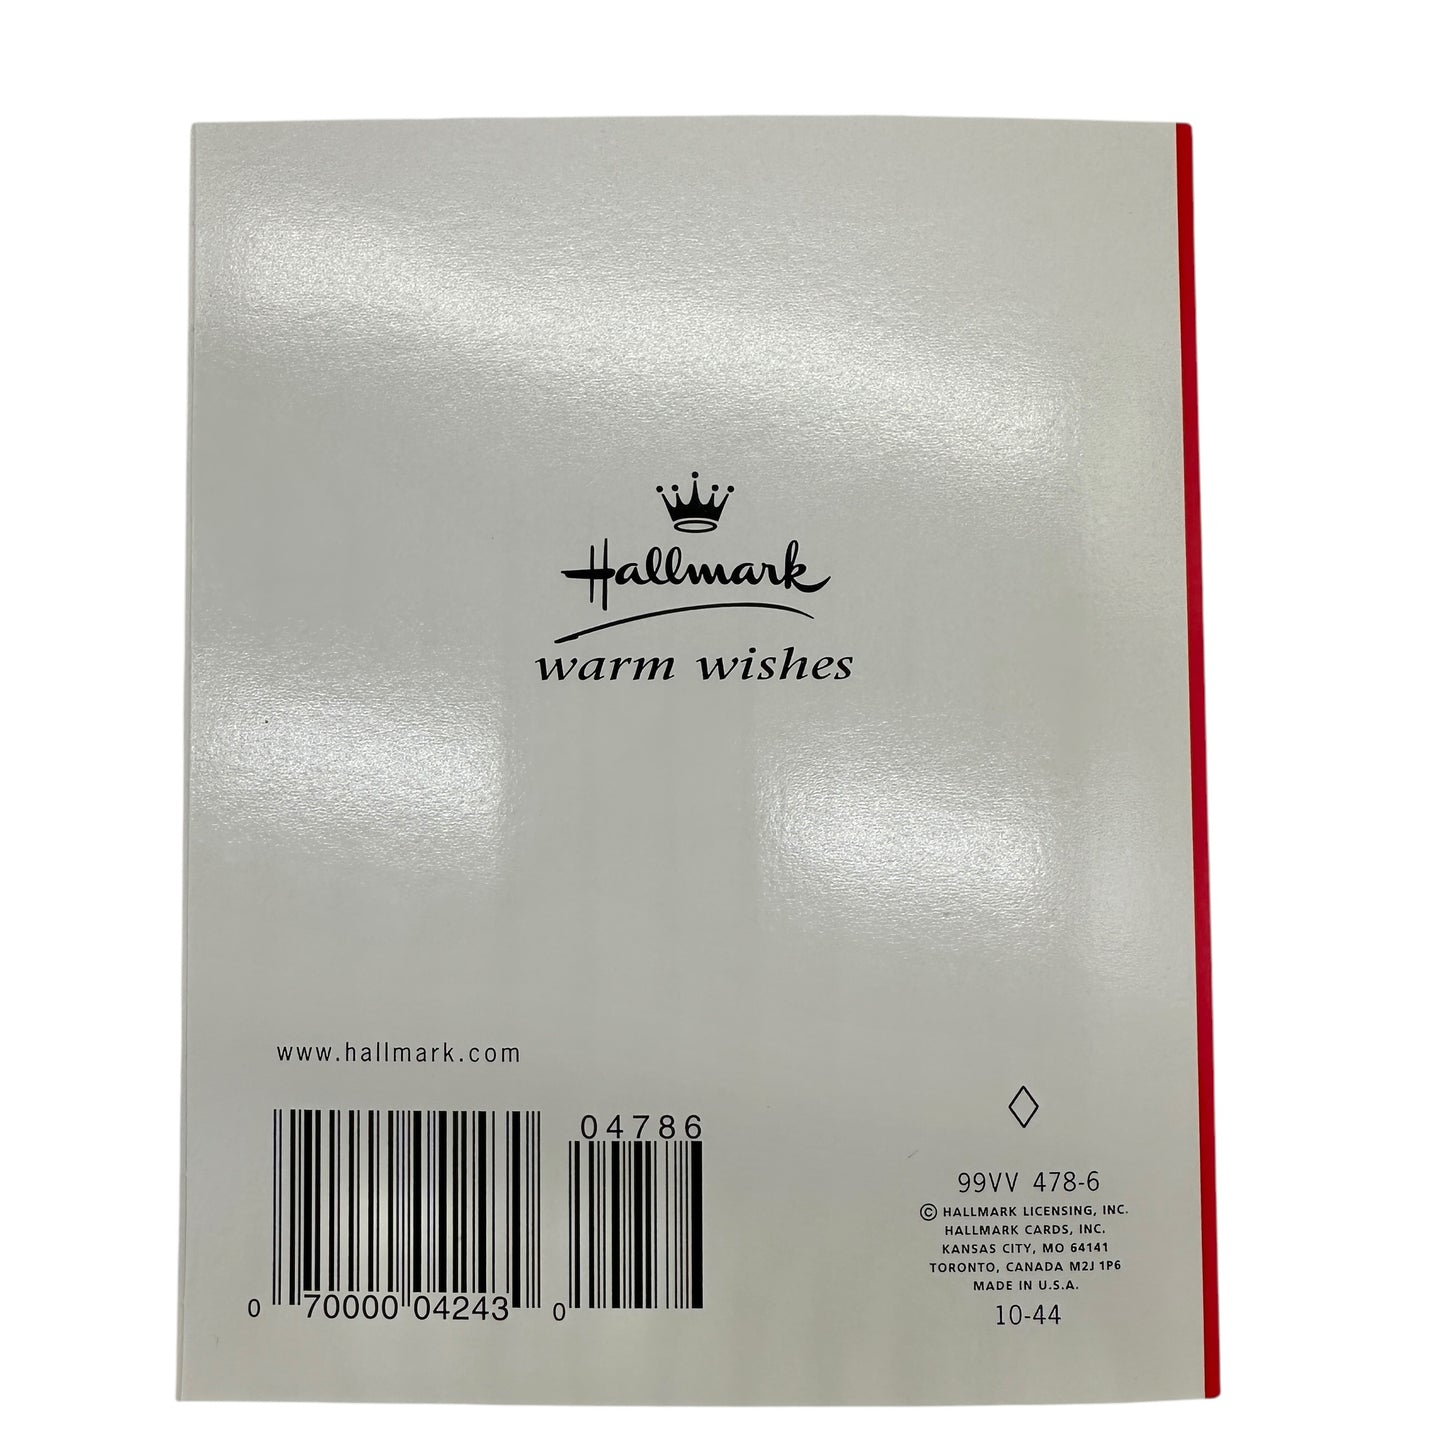 Hallmark
warm wishes
www.hallmark.com
04786
0 70000 04243 0
99VV 478-6
© HALLMARK LICENSING, INC.
HALLMARK CARDS, INC.
KANSAS CITY, MO 64141
TORONTO, CANADA M2J 1P6
MADE IN U.S.A.
10-44